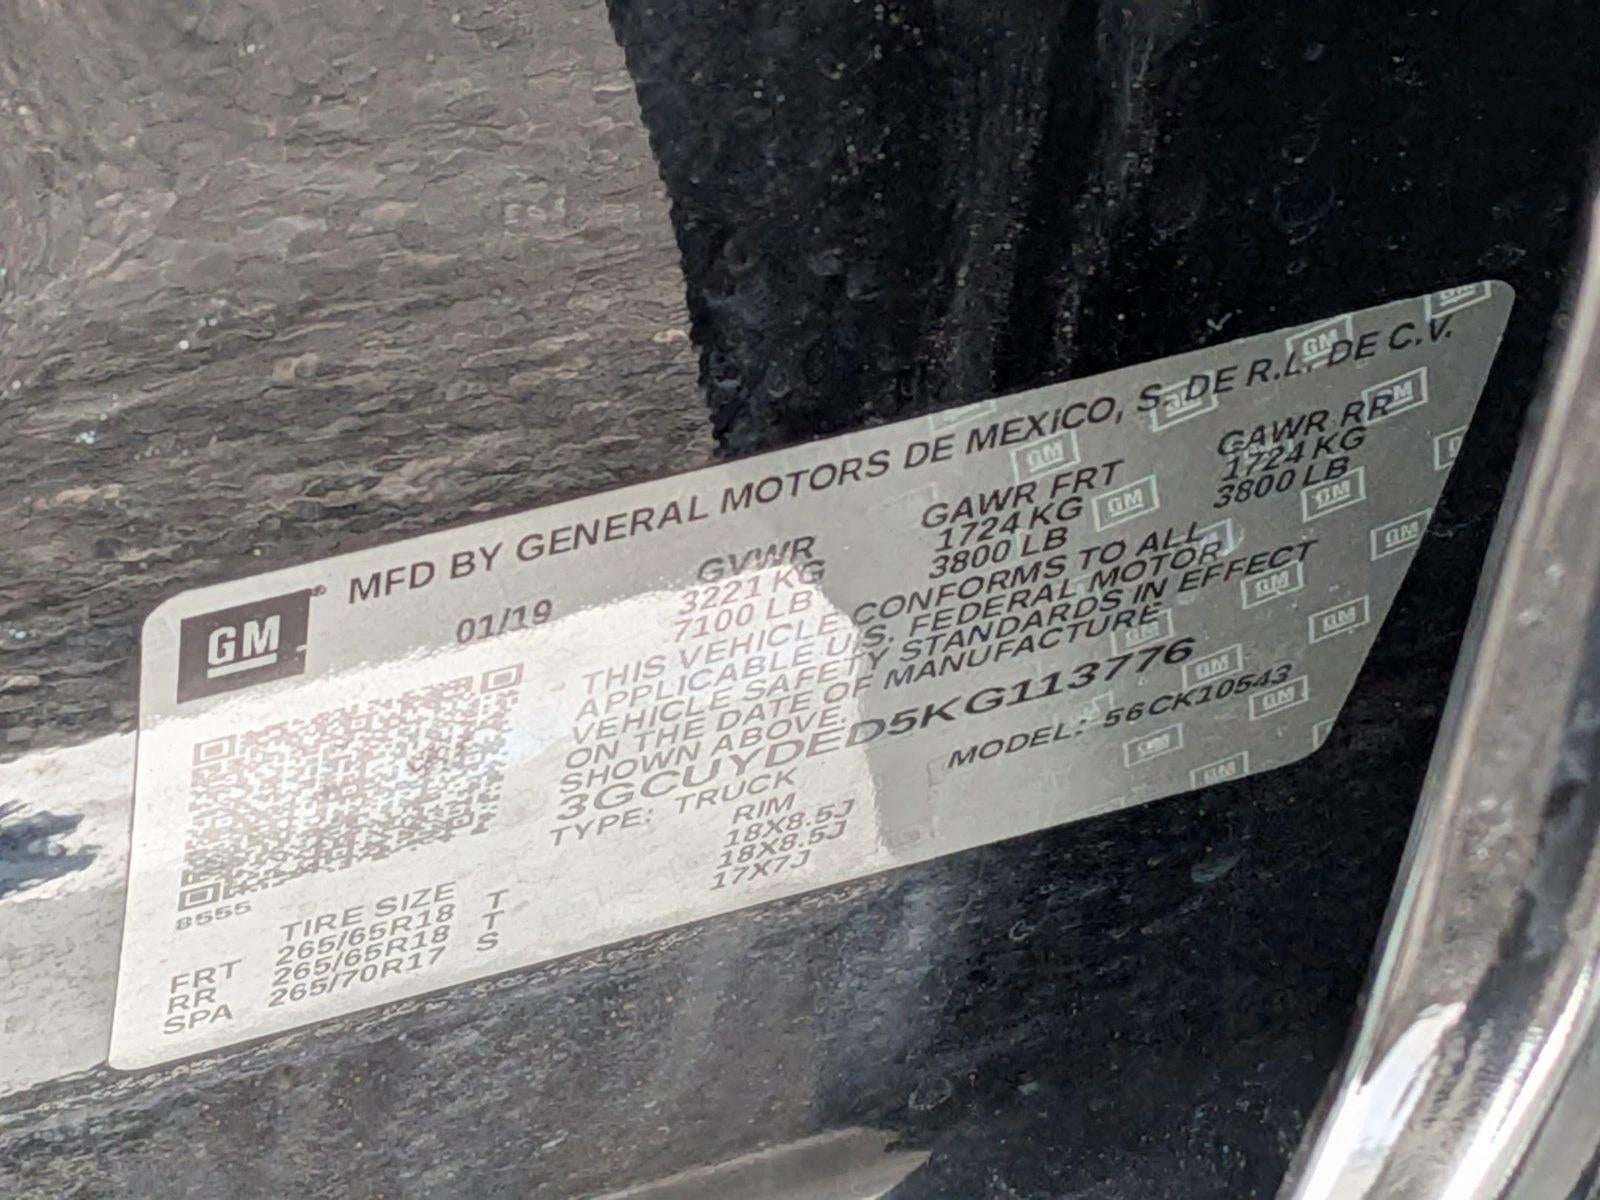 GM
MFD BY GENERAL MOTORS DE MEXICO, S. DE R.L. DE C.V.
01/19 GVWR GAWR FRT GAWR RR
3221 KG 1724 KG 1724 KG
7100 LB 3800 LB 3800 LB
THIS VEHICLE CONFORMS TO ALL
APPLICABLE U.S. FEDERAL MOTOR
VEHICLE SAFETY STANDARDS IN EFFECT
ON THE DATE OF MANUFACTURE
SHOWN ABOVE.
3GCUYDED5KG113776
TYPE: TRUCK MODEL: 56CK10543
8555
TIRE SIZE RIM
FRT 265/65R18 T 18X8.5J
RR 265/65R18 T 18X8.5J
SPA 265/70R17 S 17X7J